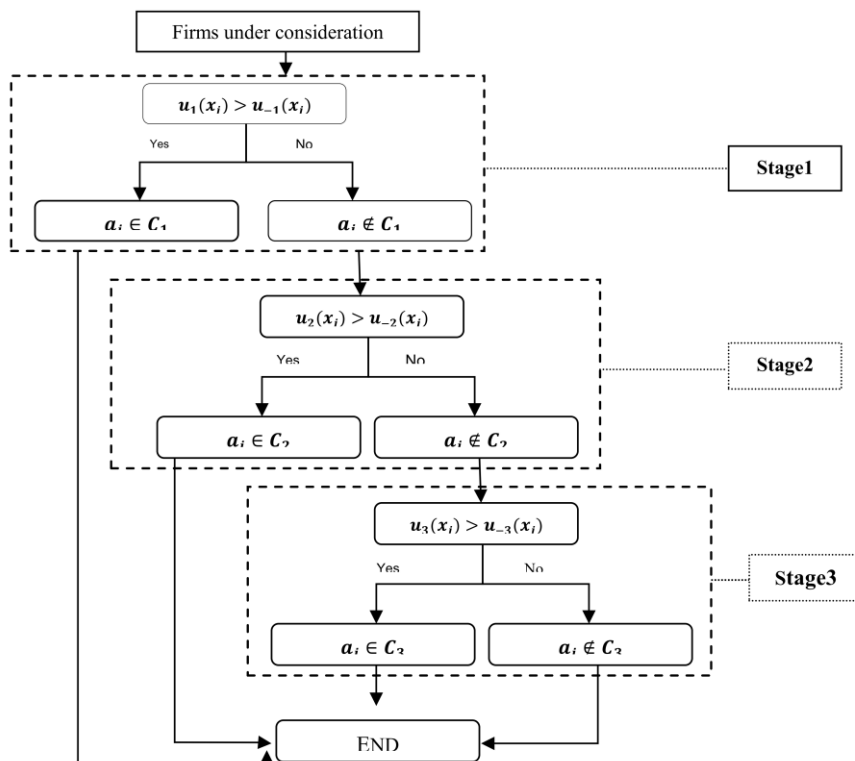 Firms under consideration
u₁(xᵢ) > u₋₁(xᵢ)
Yes No
aᵢ ∈ C₁ aᵢ ∉ C₁
Stage1
u₂(xᵢ) > u₋₂(xᵢ)
Yes No
aᵢ ∈ C₂ aᵢ ∉ C₂
Stage2
u₃(xᵢ) > u₋₃(xᵢ)
Yes No
aᵢ ∈ C₃ aᵢ ∉ C₃
Stage3
END